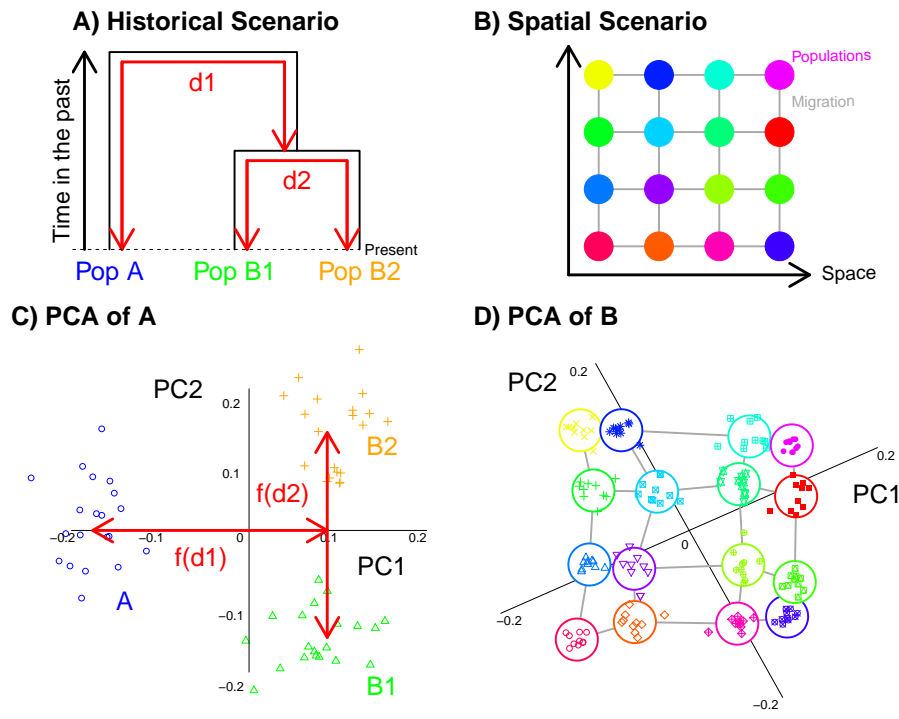 A) Historical Scenario
Time in the past
d1
d2
Present
Pop A
Pop B1
Pop B2
B) Spatial Scenario
Populations
Migration
Space
C) PCA of A
PC2
0.2
B2
0.1
f(d2)
−0.2
−0.1
0.1
0.2
f(d1)
PC1
A
−0.1
−0.2
B1
D) PCA of B
PC2
0.2
0.2
PC1
0
−0.2
−0.2